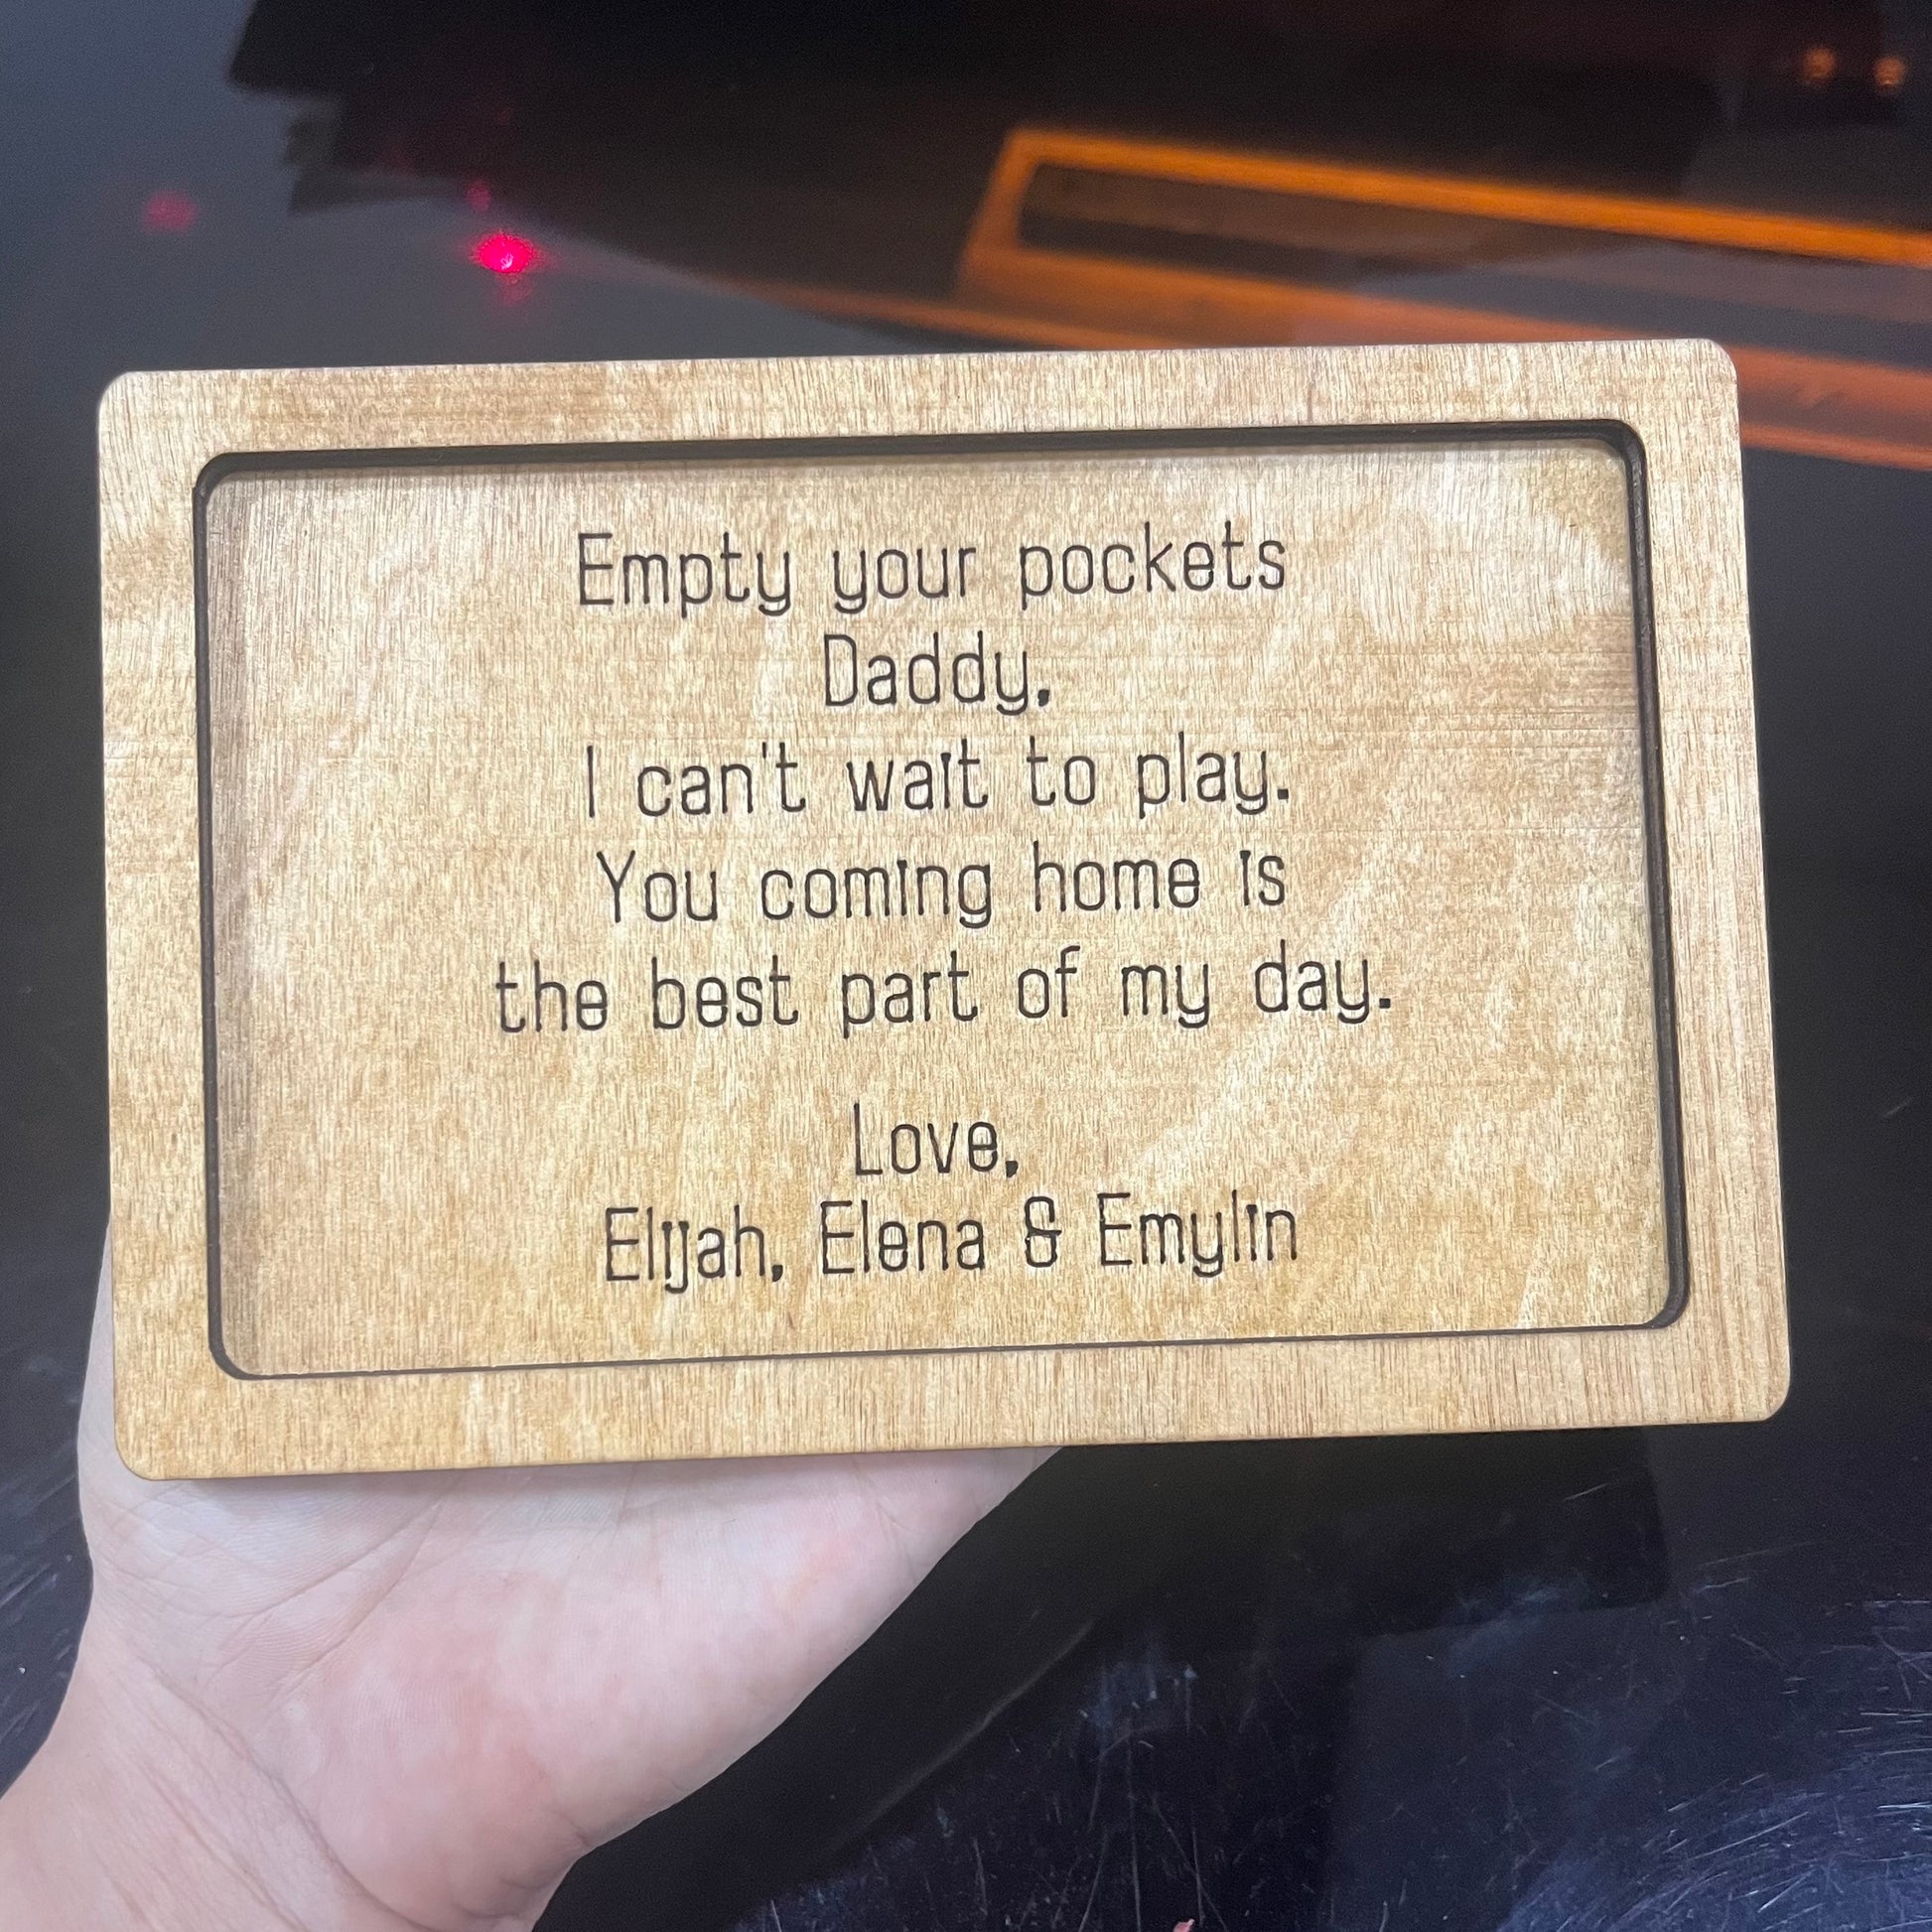 Empty your pockets
Daddy,
I can't wait to play.
You coming home is
the best part of my day.
Love,
Elijah, Elena & Emylin